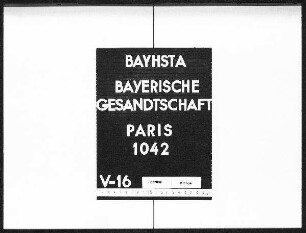 BAYHSTA
BAYERISCHE
GESANDTSCHAFT
PARIS
1042
V-16